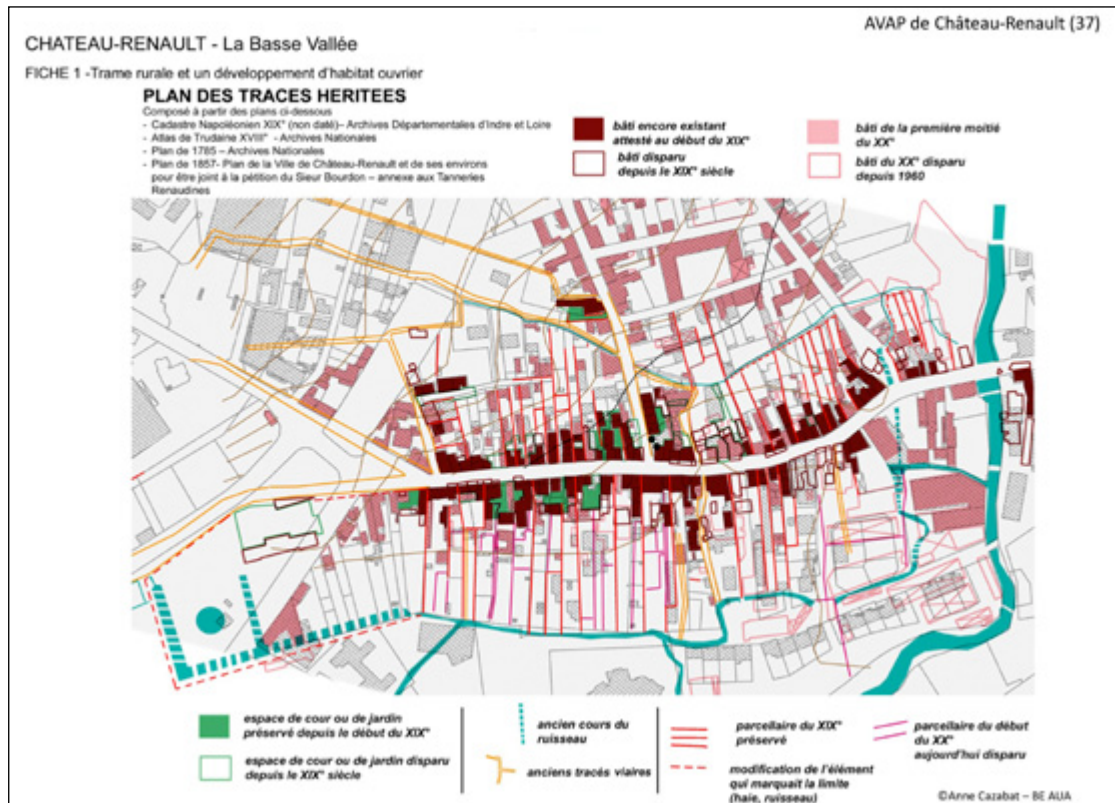 AVAP de Château-Renault (37)
CHATEAU-RENAULT - La Basse Vallée
FICHE 1 -Trame rurale et un développement d'habitat ouvrier
PLAN DES TRACES HERITEES
Composé à partir des plans ci-dessous
- Cadastre Napoléonien XIX° (non daté)– Archives Départementales d'Indre et Loire
- Atlas de Trudaine XVIII° - Archives Nationales
- Plan de 1785 – Archives Nationales
- Plan de 1857- Plan de la Ville de Château-Renault et de ses environs
pour être joint à la pétition du Sieur Bourdon – annexe aux Tanneries
Renaudines
bâti encore existant
attesté au début du XIX°
bâti disparu
depuis le XIX° siècle
bâti de la première moitié
du XX°
bâti du XX° disparu
depuis 1960
espace de cour ou de jardin
préservé depuis le début du XIX°
espace de cour ou de jardin disparu
depuis le XIX° siècle
ancien cours du
ruisseau
anciens tracés viaires
parcellaire du XIX°
préservé
modification de l'élément
qui marquait la limite
(haie, ruisseau)
parcellaire du début
du XX°
aujourd'hui disparu
©Anne Cazabat – BE AUA